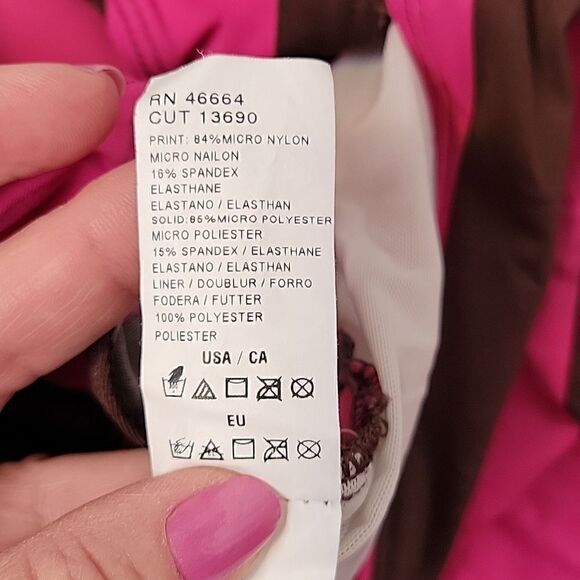 RN 46664
CUT 13690
PRINT: 84%MICRO NYLON
MICRO NAILON
16% SPANDEX
ELASTHANE
ELASTANO / ELASTHAN
SOLID:85%MICRO POLYESTER
MICRO POLIESTER
15% SPANDEX / ELASTHANE
ELASTANO / ELASTHAN
LINER / DOUBLUR / FORRO
FODERA / FUTTER
100% POLYESTER
POLIESTER
USA / CA
EU